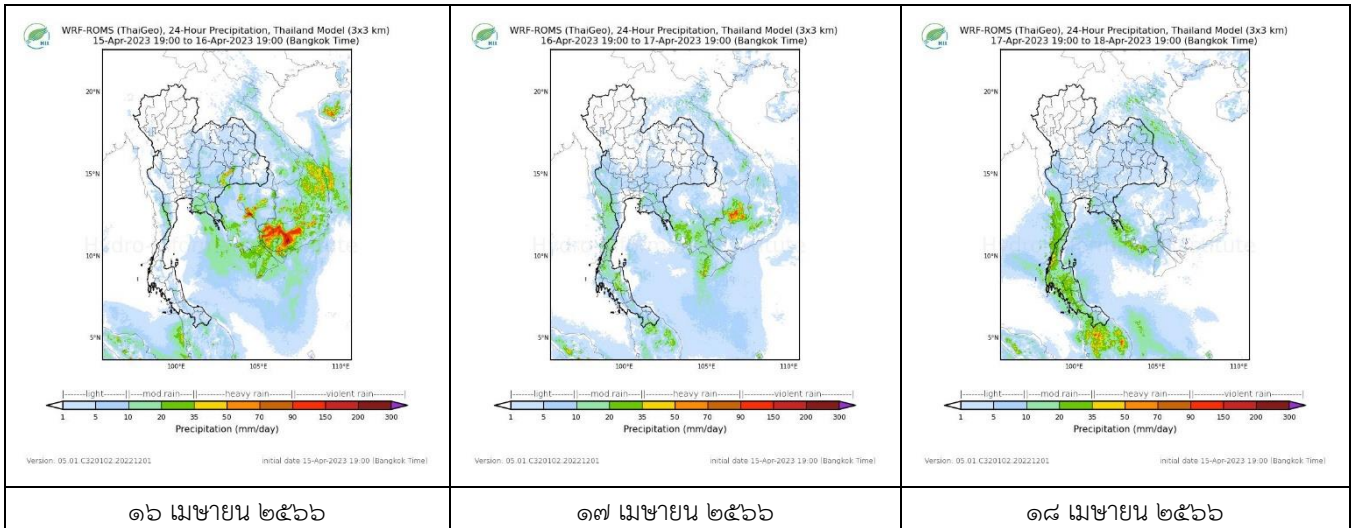 WRF-ROMS (ThaiGeo), 24-Hour Precipitation, Thailand Model (3x3 km)
15-Apr-2023 19:00 to 16-Apr-2023 19:00 (Bangkok Time)
20°N
15°N
10°N
5°N
100°E 105°E 110°E
|------light------||---mod rain---||------heavy rain------||------violent rain------|
1 5 10 20 35 50 70 90 150 200 300
Precipitation (mm/day)
Version: 05.01.C320102.20221201 initial date 15-Apr-2023 19:00 (Bangkok Time)
๑๖ เมษายน ๒๕๖๖
WRF-ROMS (ThaiGeo), 24-Hour Precipitation, Thailand Model (3x3 km)
16-Apr-2023 19:00 to 17-Apr-2023 19:00 (Bangkok Time)
20°N
15°N
10°N
5°N
100°E 105°E 110°E
|------light------||---mod rain---||------heavy rain------||------violent rain------|
1 5 10 20 35 50 70 90 150 200 300
Precipitation (mm/day)
Version: 05.01.C320102.20221201 initial date 15-Apr-2023 19:00 (Bangkok Time)
๑๗ เมษายน ๒๕๖๖
WRF-ROMS (ThaiGeo), 24-Hour Precipitation, Thailand Model (3x3 km)
17-Apr-2023 19:00 to 18-Apr-2023 19:00 (Bangkok Time)
20°N
15°N
10°N
5°N
100°E 105°E 110°E
|------light------||---mod rain---||------heavy rain------||------violent rain------|
1 5 10 20 35 50 70 90 150 200 300
Precipitation (mm/day)
Version: 05.01.C320102.20221201 initial date 15-Apr-2023 19:00 (Bangkok Time)
๑๘ เมษายน ๒๕๖๖